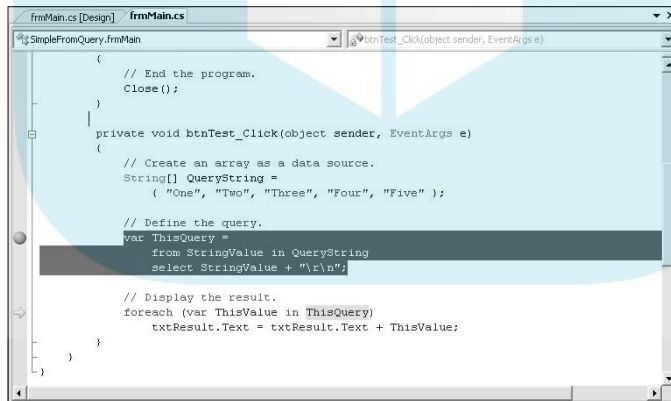 frmMain.cs [Design] frmMain.cs
SimpleFromQuery.frmMain btnTest_Click(object sender, EventArgs e)
{
// End the program.
Close();
}
private void btnTest_Click(object sender, EventArgs e)
{
// Create an array as a data source.
String[] QueryString =
{ "One", "Two", "Three", "Four", "Five" };
// Define the query.
var ThisQuery =
from StringValue in QueryString
select StringValue + "\r\n";
// Display the result.
foreach (var ThisValue in ThisQuery)
txtResult.Text = txtResult.Text + ThisValue;
}
}
}